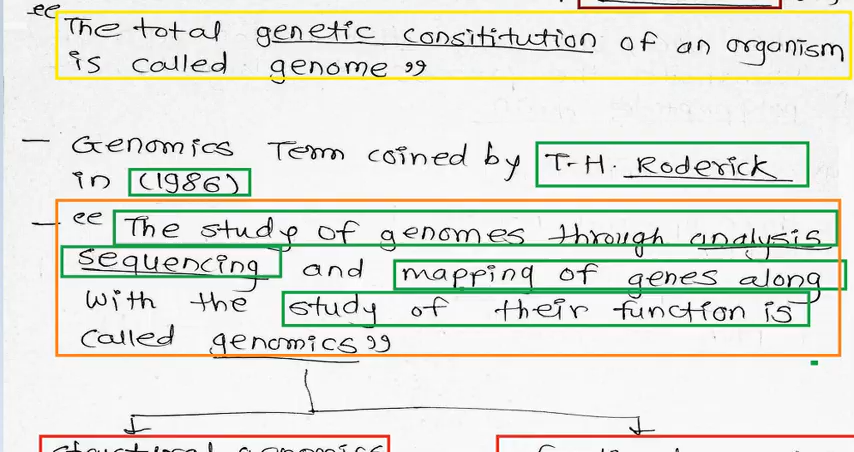 “The total genetic consititution of an organism
is called genome”
- Genomics Term coined by T.H. Roderick
in (1986)
- “The study of genomes through analysis
sequencing and mapping of genes along
with the study of their function is
called genomics”